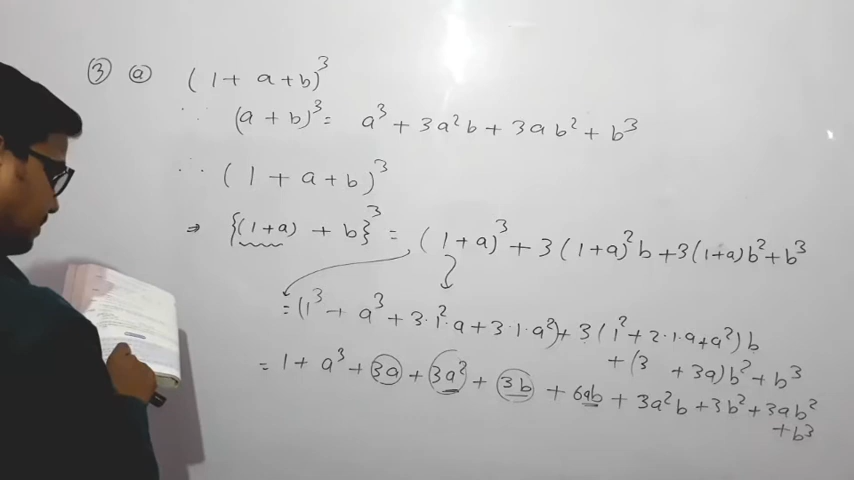 ③ ⓐ (1 + a + b)³
∵ (a + b)³ = a³ + 3a²b + 3ab² + b³
∴ (1 + a + b)³
⇒ {(1+a) + b}³ = (1+a)³ + 3(1+a)²b + 3(1+a)b² + b³
= (1³ + a³ + 3·1²·a + 3·1·a²) + 3(1² + 2·1·a + a²)b
+ (3 + 3a)b² + b³
= 1 + a³ + 3a + 3a² + 3b + 6ab + 3a²b + 3b² + 3ab²
+ b³